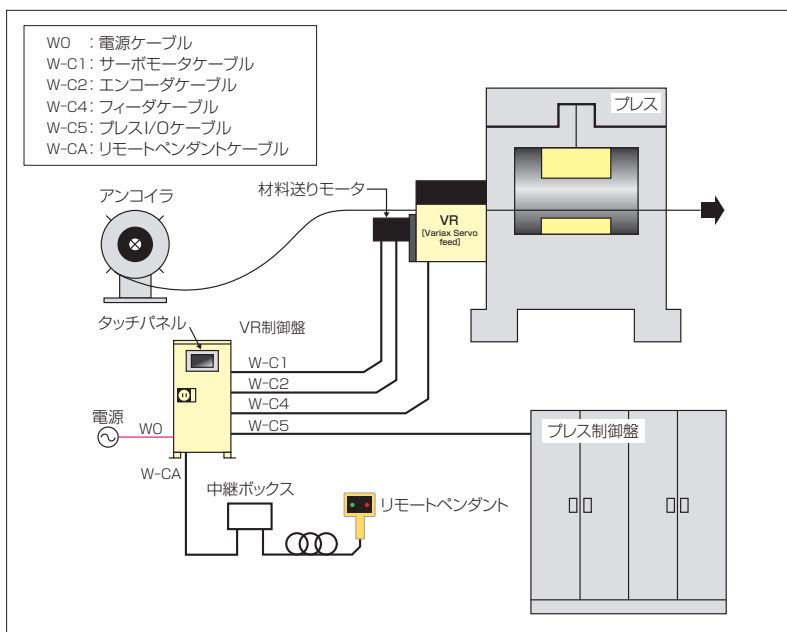 W0 : 電源ケーブル
W-C1: サーボモータケーブル
W-C2: エンコーダケーブル
W-C4: フィーダケーブル
W-C5: プレスI/Oケーブル
W-CA: リモートペンダントケーブル
プレス
材料送りモータ
アンコイラ
VR
[Variax Servo
feed]
タッチパネル
VR制御盤
W-C1
W-C2
W-C4
W-C5
電源
W0
プレス制御盤
W-CA
中継ボックス
リモートペンダント